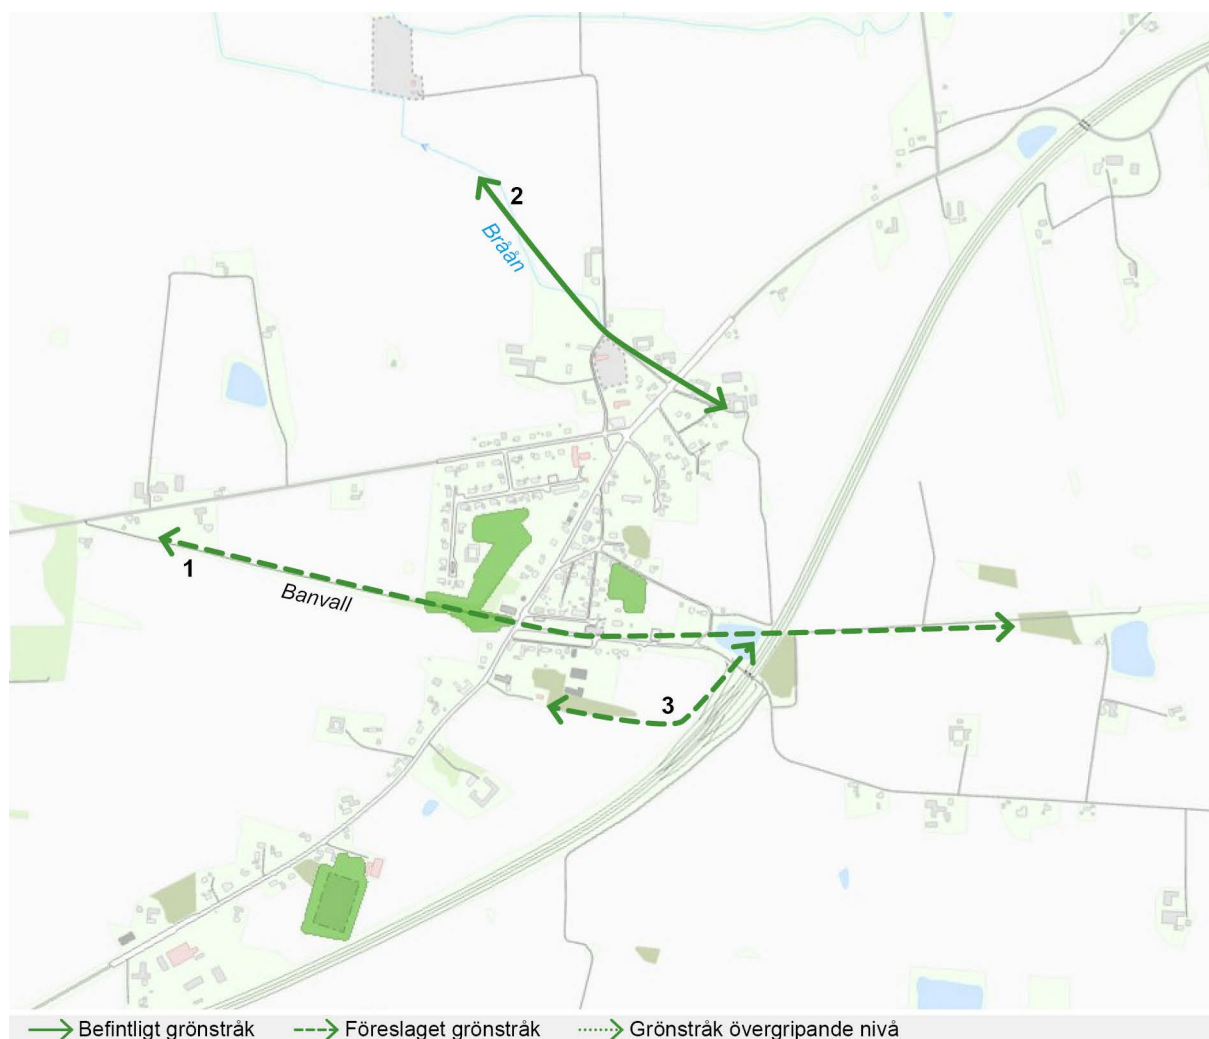 2
Bråån
1
Banvall
3
Befintligt grönstråk Föreslaget grönstråk Grönstråk övergripande nivå